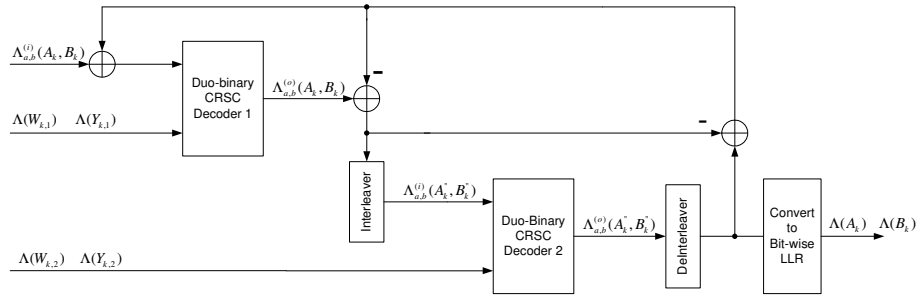 Λ_{a,b}^{(i)}(A_k, B_k)
Duo-binary
CRSC
Decoder 1
Λ_{a,b}^{(o)}(A_k, B_k)
-
-
Λ(W_{k,1}) Λ(Y_{k,1})
Interleaver
Λ_{a,b}^{(i)}(A_k^", B_k^")
Duo-Binary
CRSC
Decoder 2
Λ_{a,b}^{(o)}(A_k^", B_k^")
DeInterleaver
Convert
to
Bit-wise
LLR
Λ(A_k) Λ(B_k)
Λ(W_{k,2}) Λ(Y_{k,2})